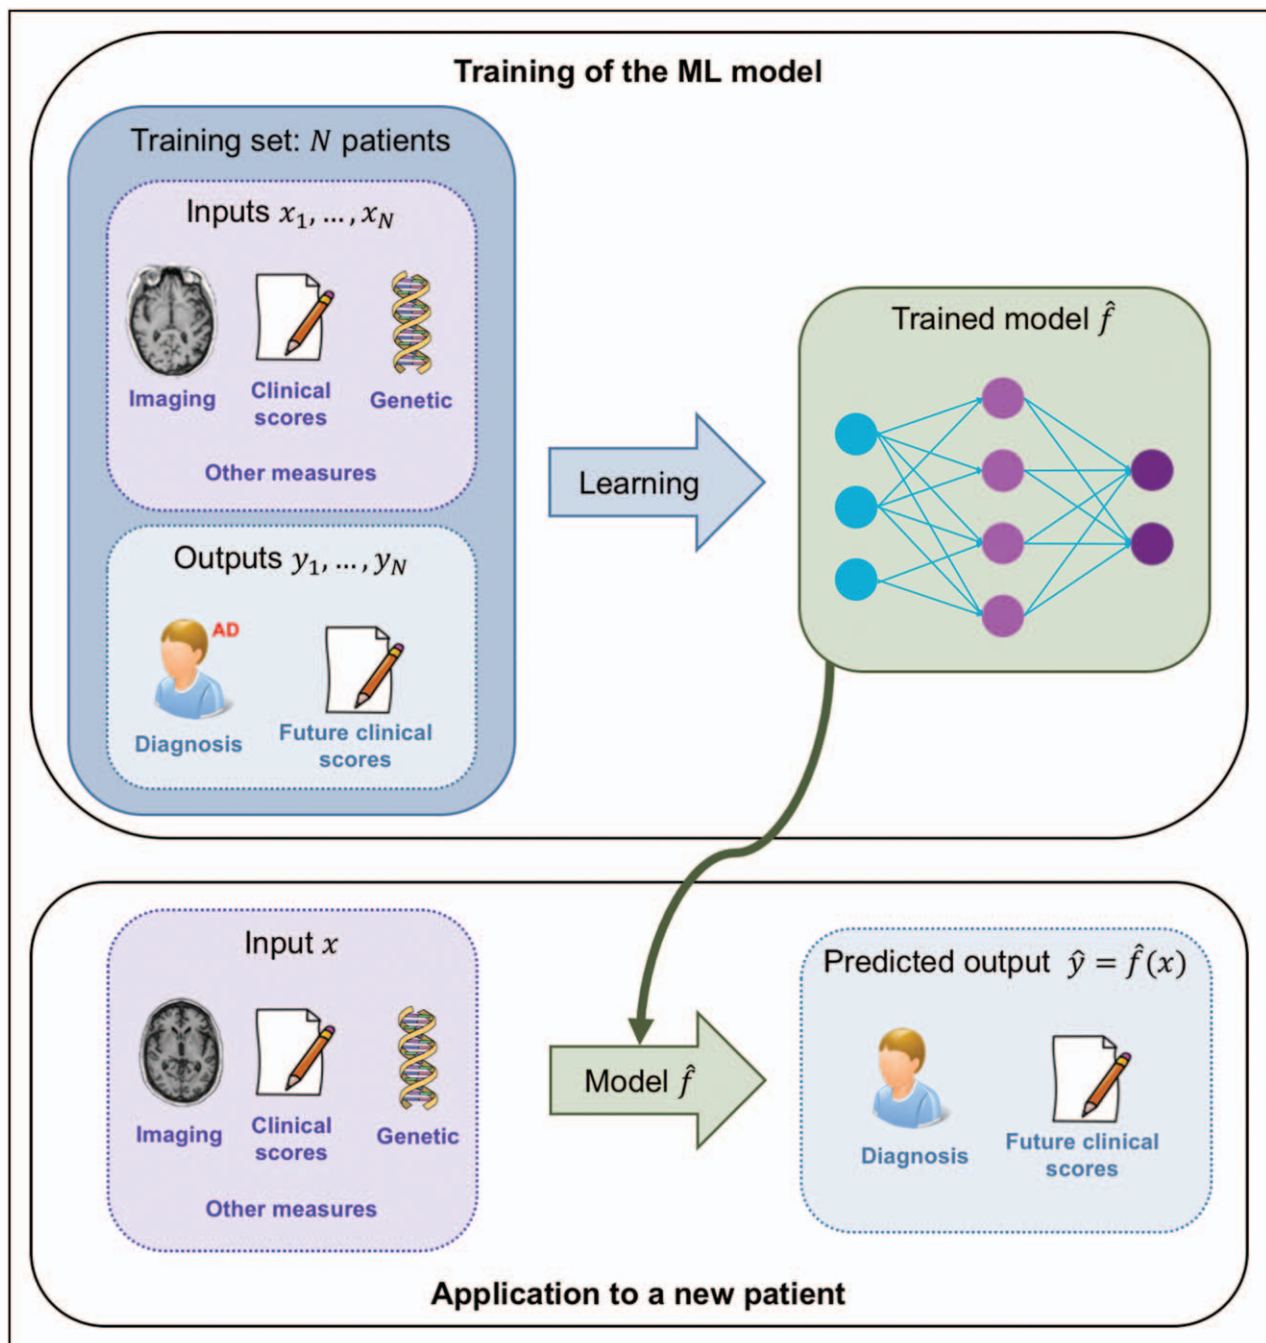 Training of the ML model
Training set: N patients
Inputs x₁, ..., x_N
Imaging
Clinical
scores
Genetic
Other measures
Outputs y₁, ..., y_N
AD
Diagnosis
Future clinical
scores
Learning
Trained model f̂
Input x
Imaging
Clinical
scores
Genetic
Other measures
Model f̂
Predicted output ŷ = f̂(x)
Diagnosis
Future clinical
scores
Application to a new patient